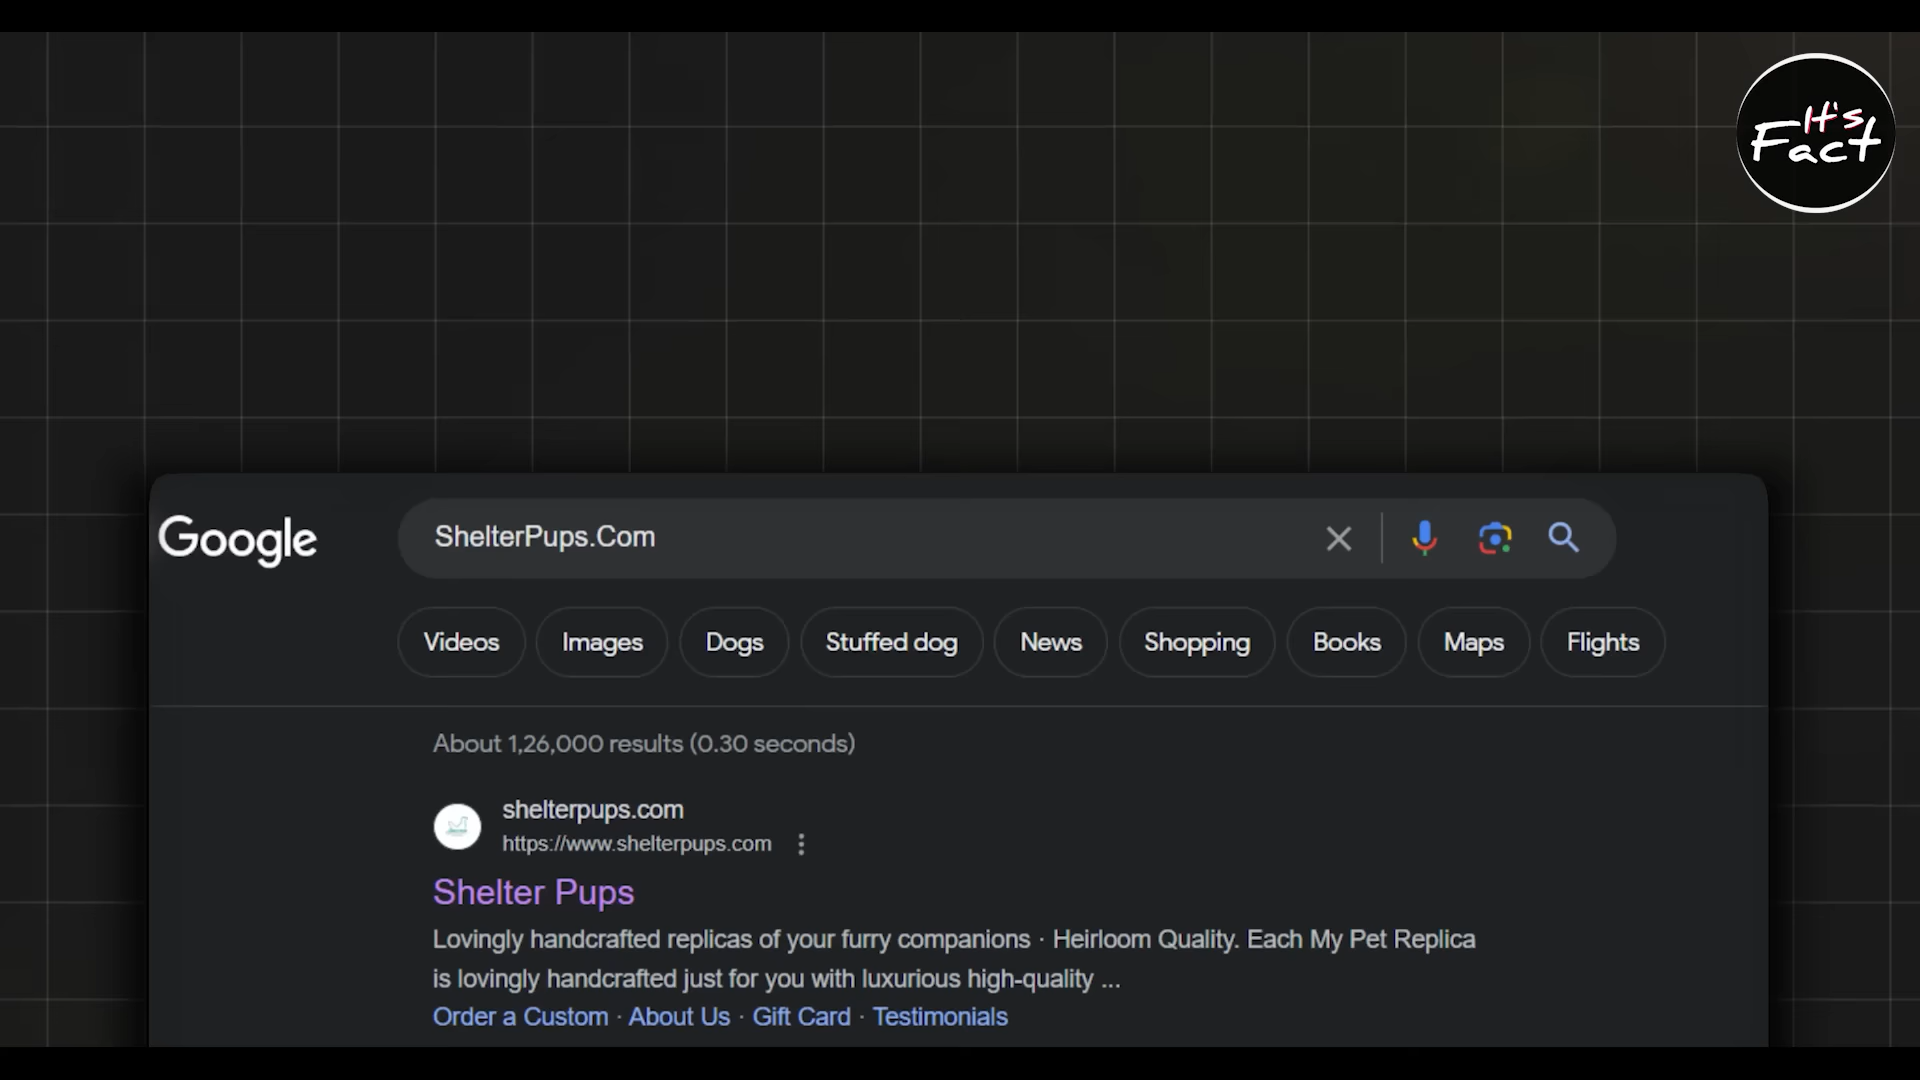 It's
Fact
Google
ShelterPups.Com
Videos
Images
Dogs
Stuffed dog
News
Shopping
Books
Maps
Flights
About 1,26,000 results (0.30 seconds)
shelterpups.com
https://www.shelterpups.com
Shelter Pups
Lovingly handcrafted replicas of your furry companions · Heirloom Quality. Each My Pet Replica
is lovingly handcrafted just for you with luxurious high-quality ...
Order a Custom · About Us · Gift Card · Testimonials